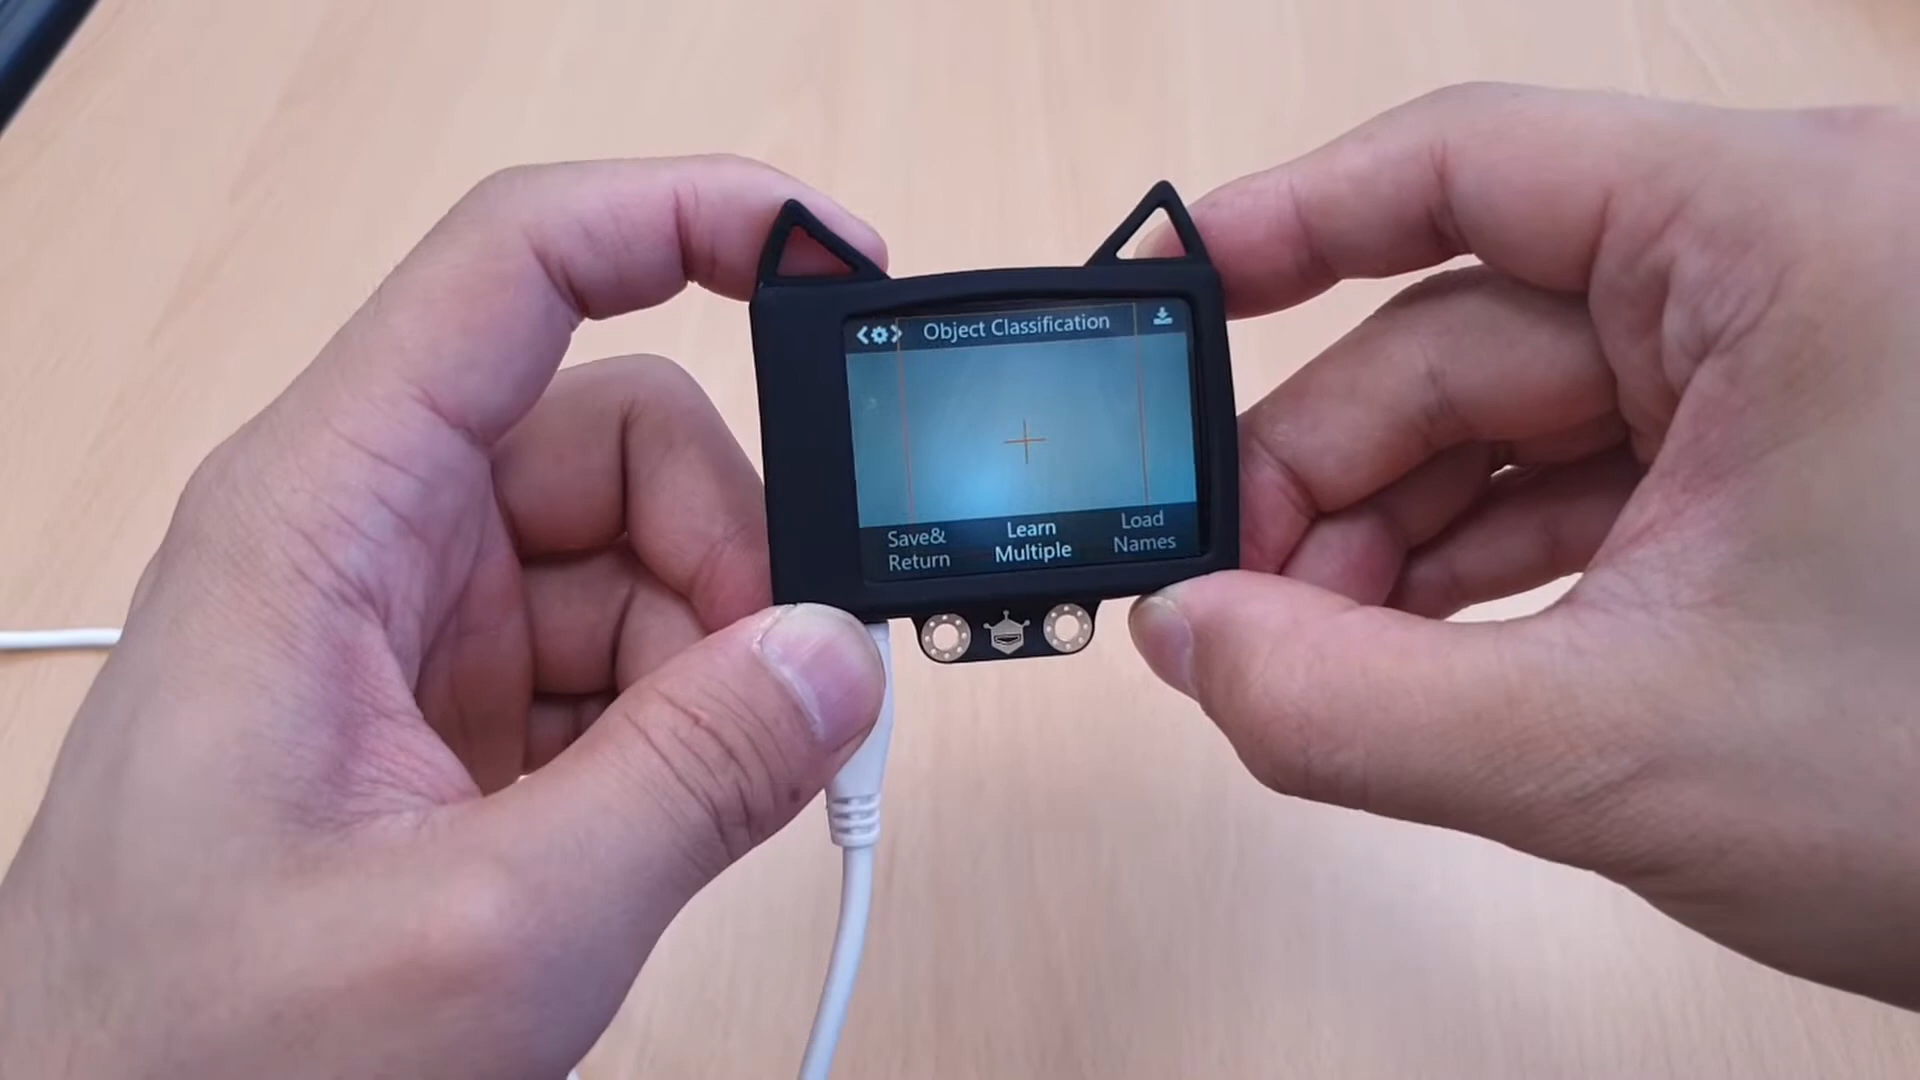 Object Classification
Save&
Return
Learn
Multiple
Load
Names